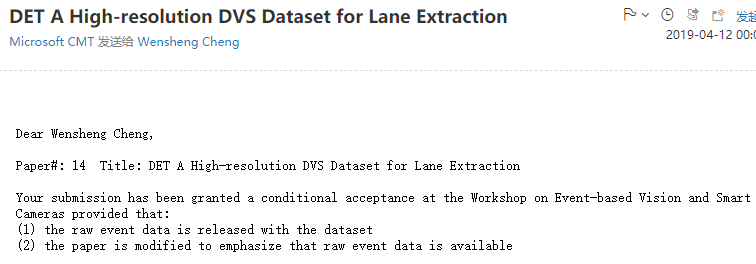 DET A High-resolution DVS Dataset for Lane Extraction
Microsoft CMT 发送给 Wensheng Cheng
2019-04-12 00:
Dear Wensheng Cheng,
Paper#: 14 Title: DET A High-resolution DVS Dataset for Lane Extraction
Your submission has been granted a conditional acceptance at the Workshop on Event-based Vision and Smart
Cameras provided that:
(1) the raw event data is released with the dataset
(2) the paper is modified to emphasize that raw event data is available